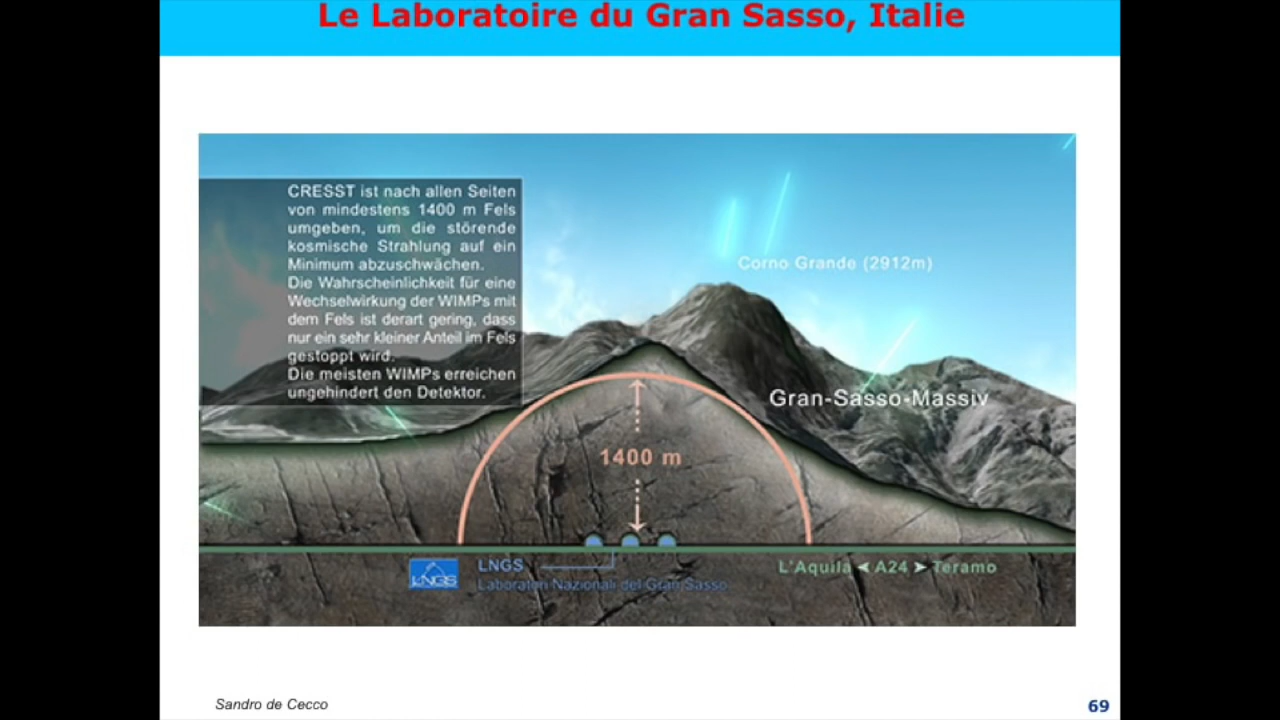 Le Laboratoire du Gran Sasso, Italie
CRESST ist nach allen Seiten
von mindestens 1400 m Fels
umgeben, um die störende
kosmische Strahlung auf ein
Minimum abzuschwächen.
Die Wahrscheinlichkeit für eine
Wechselwirkung der WIMPs mit
dem Fels ist derart gering, dass
nur ein sehr kleiner Anteil im Fels
gestoppt wird.
Die meisten WIMPs erreichen
ungehindert den Detektor.
Corno Grande (2912m)
Gran-Sasso-Massiv
1400 m
LNGS
LNGS
Laboratori Nazionali del Gran Sasso
L'Aquila ◄ A24 ► Teramo
Sandro de Cecco
69